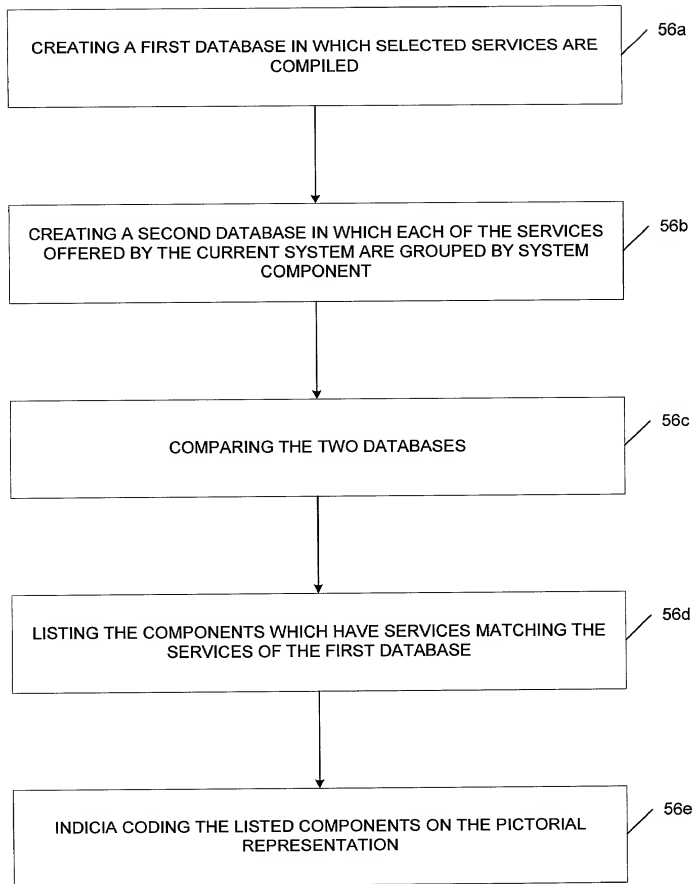 56a
CREATING A FIRST DATABASE IN WHICH SELECTED SERVICES ARE
COMPILED
56b
CREATING A SECOND DATABASE IN WHICH EACH OF THE SERVICES
OFFERED BY THE CURRENT SYSTEM ARE GROUPED BY SYSTEM
COMPONENT
56c
COMPARING THE TWO DATABASES
56d
LISTING THE COMPONENTS WHICH HAVE SERVICES MATCHING THE
SERVICES OF THE FIRST DATABASE
56e
INDICIA CODING THE LISTED COMPONENTS ON THE PICTORIAL
REPRESENTATION